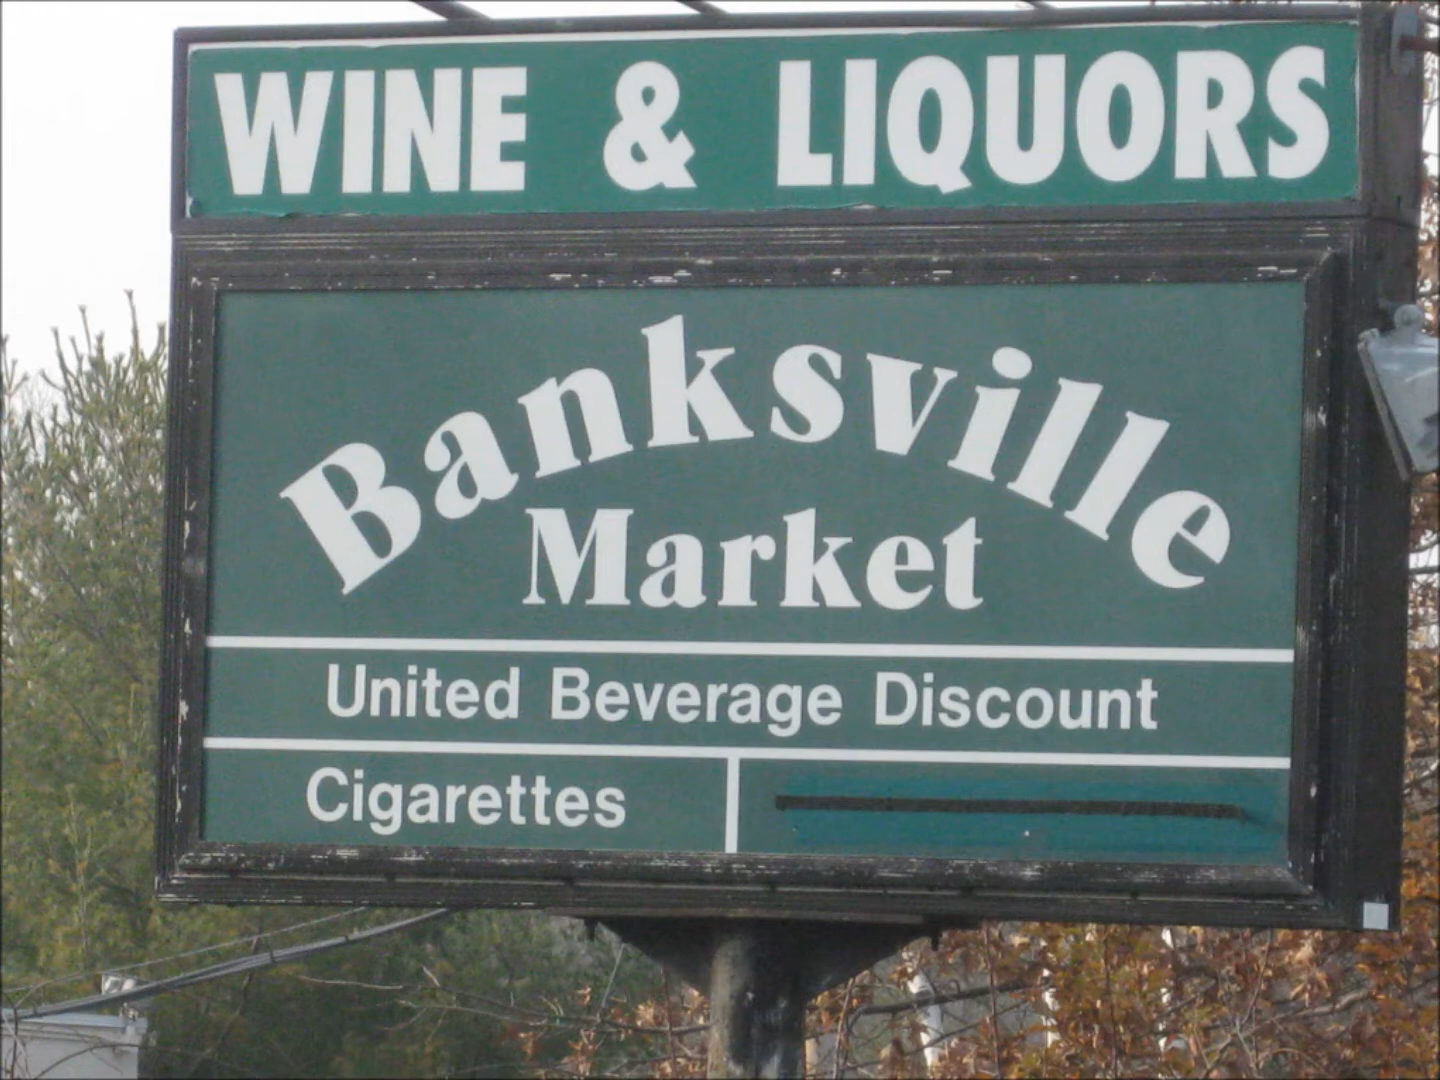 WINE & LIQUORS
Banksville
Market
United Beverage Discount
Cigarettes